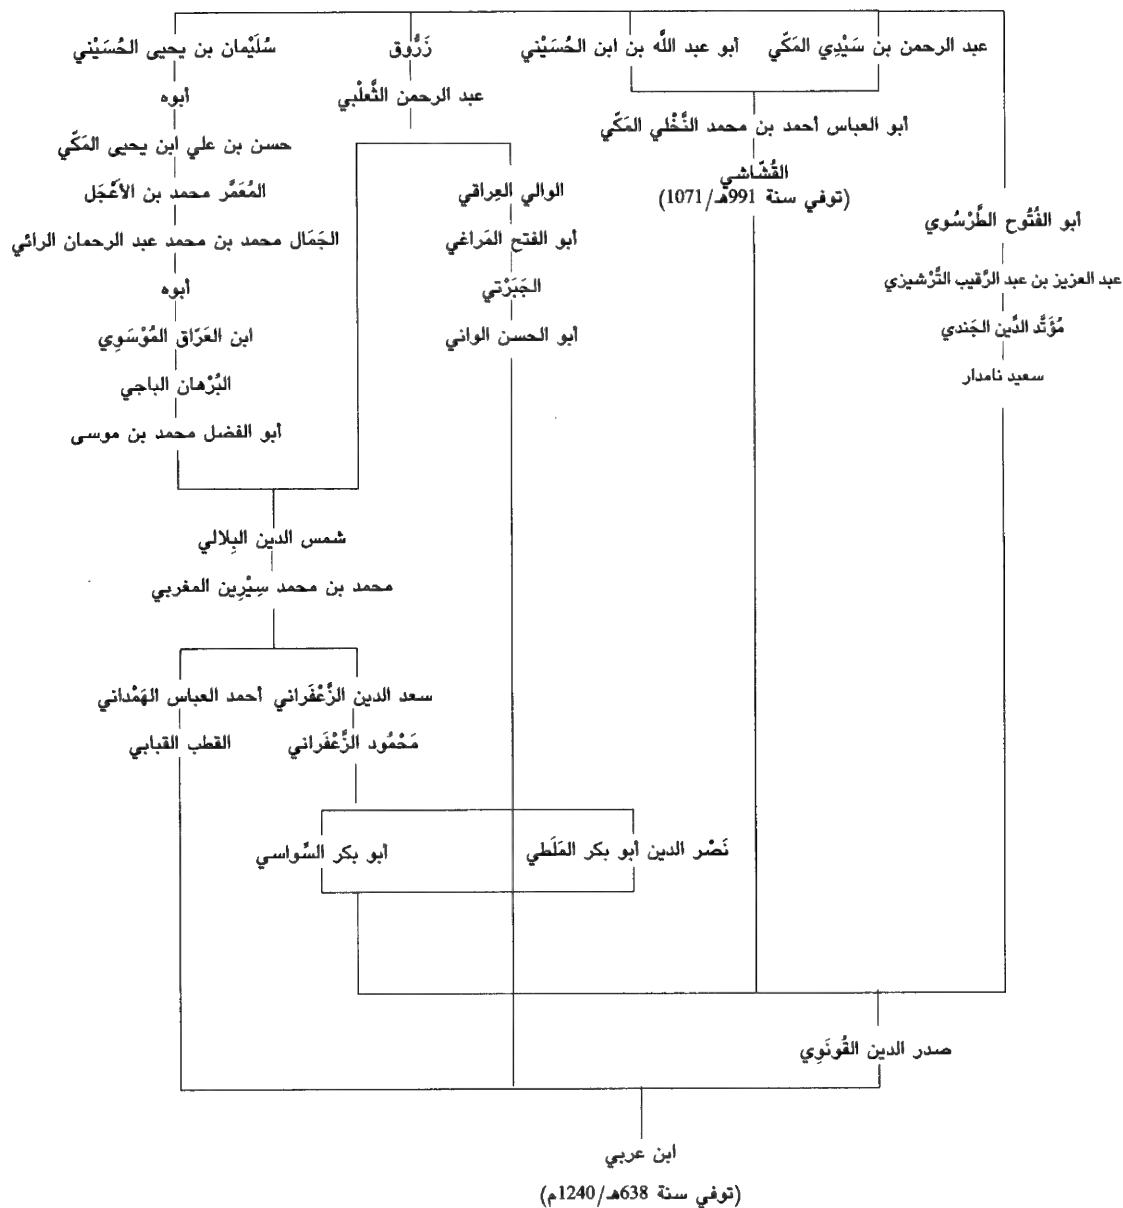 عبد الرحمن بن سَيْدِي المَكّي
أبو عبد اللَّه بن ابن الحُسَيْني
زَرُّوق
سُلَيْمان بن يحيى الحُسَيْني
عبد الرحمن الثَّعلْبي
أبوه
أبو العباس أحمد بن محمد النَّخْلي المَكّي
حسن بن علي ابن يحيى المَكّي
القُشّاشي
(توفي سنة 991هـ/1071)
الوالي العِراقي
المُعَمَّر محمد بن الأَعْجَل
أبو الفُتُوح الطَّرْسُوي
أبو الفتح المَراغي
الجَمَال محمد بن محمد عبد الرحمان الرائي
عبد العزيز بن عبد الرَّقيب التُّرْشيزي
الجَبَرْتي
أبوه
مُؤَتَّد الدِّين الجَندي
أبو الحسن الواني
ابن العَرّاق المُوْسَوِي
سعيد نامدار
البُرْهان الباجي
أبو الفضل محمد بن موسى
شمس الدين البِلالي
محمد بن محمد سِيْرِين المغربي
سعد الدين الزَّعْفَراني
أحمد العباس الهَمْداني
مَحْمُود الزَّعْفَراني
القطب القبابي
نَصْر الدين أبو بكر المَلَطي
أبو بكر السِّواسي
صدر الدين القُونَوِي
ابن عربي
(توفي سنة 638هـ/1240م)